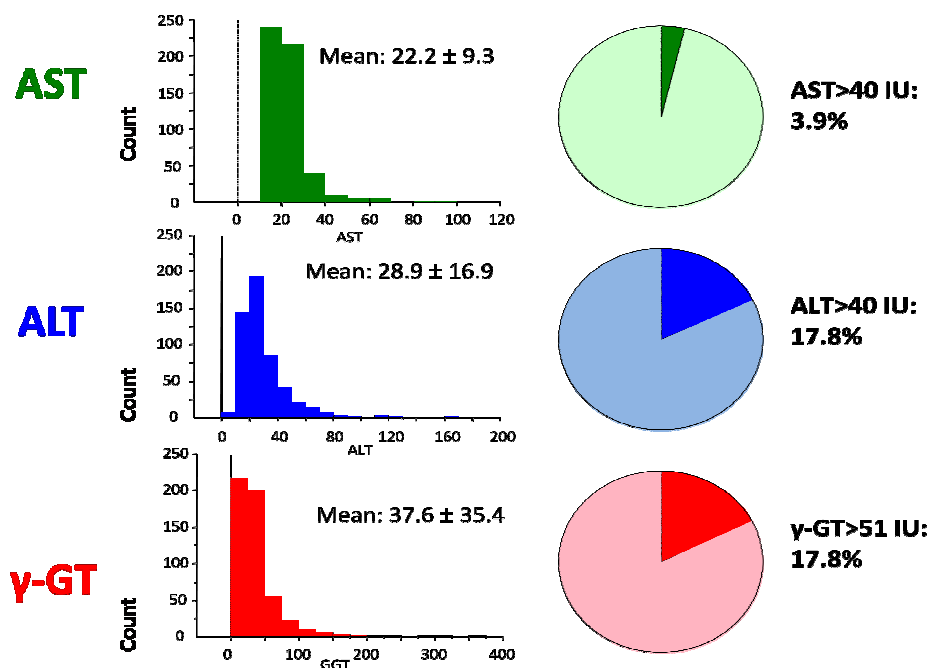 AST
Count
250
200
150
100
50
0
0 20 40 60 80 100 120
AST
Mean: 22.2 ± 9.3
AST>40 IU:
3.9%
ALT
Count
250
200
150
100
50
0
0 40 80 120 160 200
ALT
Mean: 28.9 ± 16.9
ALT>40 IU:
17.8%
γ-GT
Count
250
200
150
100
50
0
0 100 200 300 400
GGT
Mean: 37.6 ± 35.4
γ-GT>51 IU:
17.8%